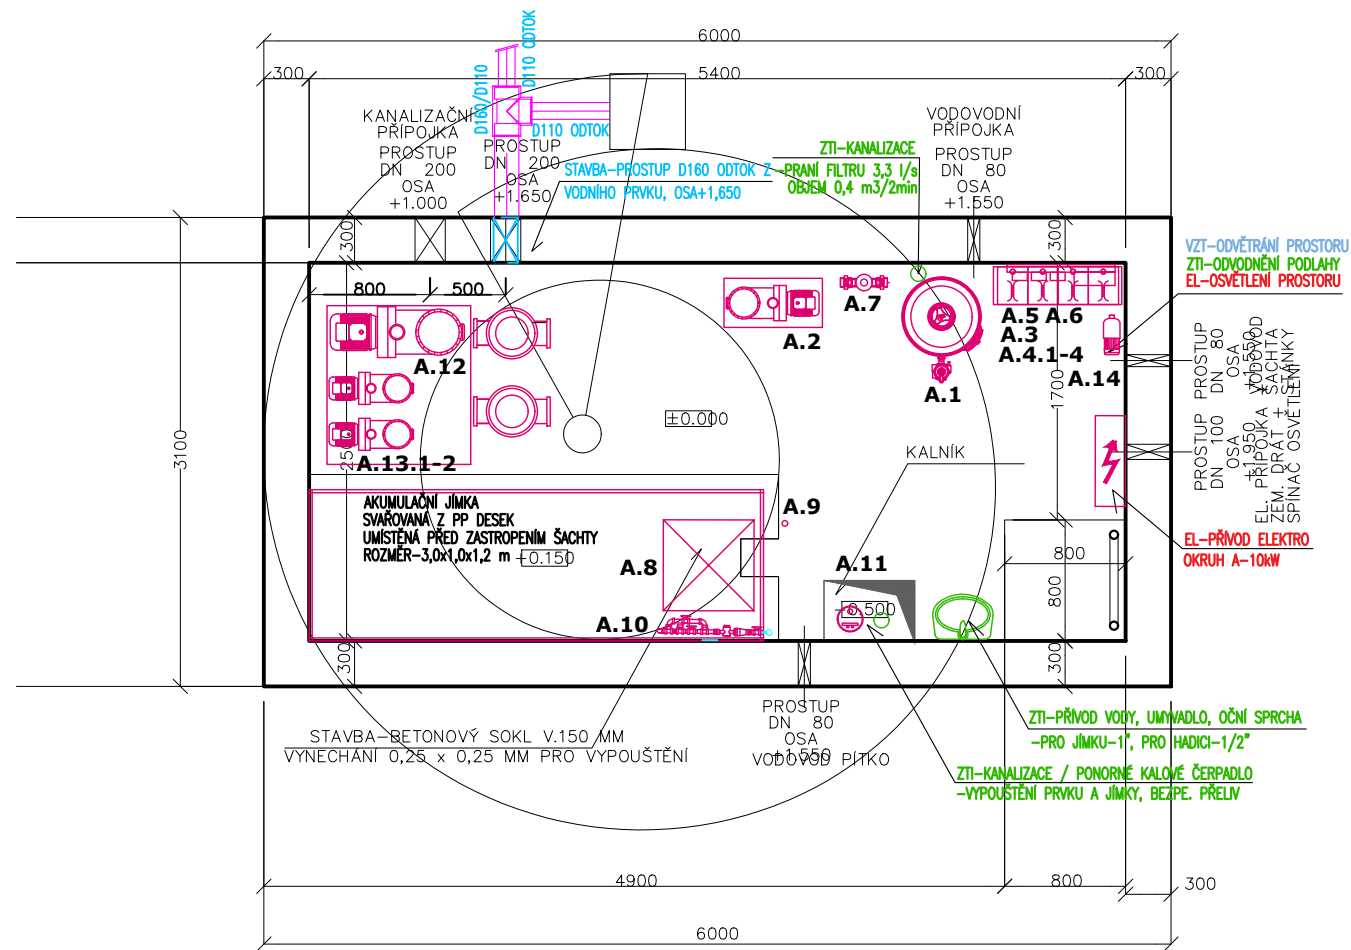 6000
5400
300
300
D160/D110
D110 ODTOK
D110 ODTOK
KANALIZAČNÍ
PŘÍPOJKA
PROSTUP
DN 200
OSA
+1.000
PROSTUP
DN 200
OSA
+1.650
STAVBA-PROSTUP D160 ODTOK Z
VODNÍHO PRVKU, OSA+1,650
ZTI-KANALIZACE
-PRANÍ FILTRU 3,3 l/s
OBJEM 0,4 m3/2min
VODOVODNÍ
PŘÍPOJKA
PROSTUP
DN 80
OSA
+1.550
VZT-ODVĚTRÁNÍ PROSTORU
ZTI-ODVODNĚNÍ PODLAHY
EL-OSVĚTLENÍ PROSTORU
300
300
800
500
A.7
A.2
A.5 A.6
A.3
A.4.1-4
A.14
A.1
A.12
A.13.1-2
±0.000
3100
2500
1700
KALNÍK
PROSTUP
DN 80
OSA
+1.550
VODOVOD
ŠACHTA
+ STÁNKY
PROSTUP
DN 100
OSA
+1.950
EL. PŘÍPOJKA +
ZEM. DRÁT +
SPÍNAČ OSVĚTLENÍ
AKUMULAČNÍ JÍMKA
SVAŘOVANÁ Z PP DESEK
UMÍSTĚNÁ PŘED ZASTROPENÍM ŠACHTY
ROZMĚR-3,0x1,0x1,2 m
+0.150
A.9
A.8
A.11
A.10
-0.500
800
800
EL-PŘÍVOD ELEKTRO
OKRUH A-10kW
300
300
STAVBA-BETONOVÝ SOKL V.150 MM
VYNECHÁNÍ 0,25 x 0,25 MM PRO VYPOUŠTĚNÍ
PROSTUP
DN 80
OSA
+1.550
VODOVOD PÍTKO
ZTI-PŘÍVOD VODY, UMYVADLO, OČNÍ SPRCHA
-PRO JÍMKU-1", PRO HADICI-1/2"
ZTI-KANALIZACE / PONORNÉ KALOVÉ ČERPADLO
-VYPOUŠTĚNÍ PRVKU A JÍMKY, BEZPE. PŘELIV
4900
800
300
6000